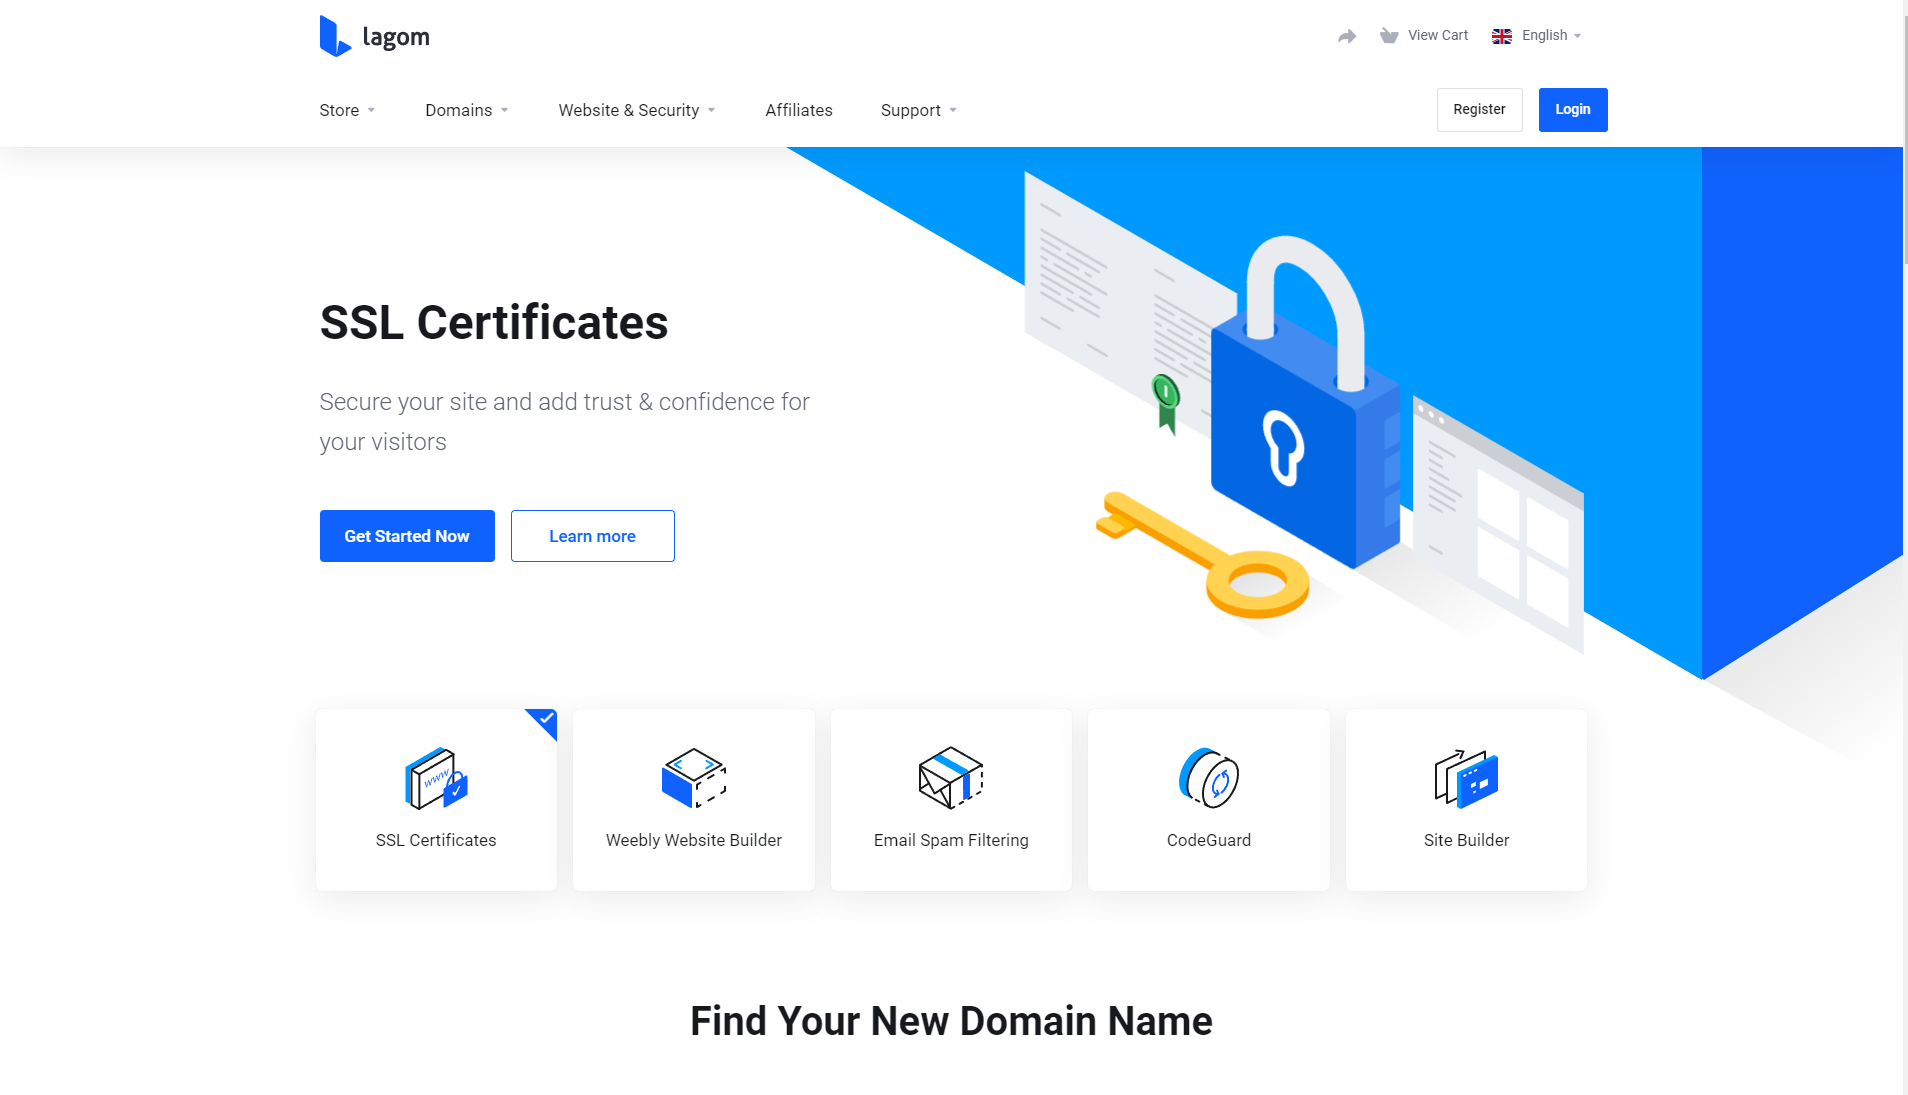 lagom
View Cart
English
Store
Domains
Website & Security
Affiliates
Support
Register
Login
SSL Certificates
Secure your site and add trust & confidence for
your visitors
Get Started Now
Learn more
www
SSL Certificates
Weebly Website Builder
Email Spam Filtering
CodeGuard
Site Builder
Find Your New Domain Name